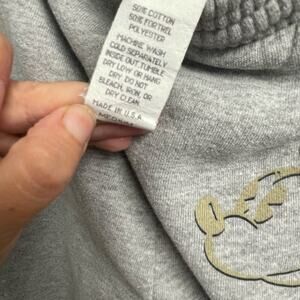 50% COTTON
50% FORTREL
POLYESTER
MACHINE WASH
COLD SEPARATELY
INSIDE OUT.TUMBLE
DRY LOW OR HANG
DRY. DO NOT
BLEACH, IRON, OR
DRY CLEAN
MADE IN U.S.A